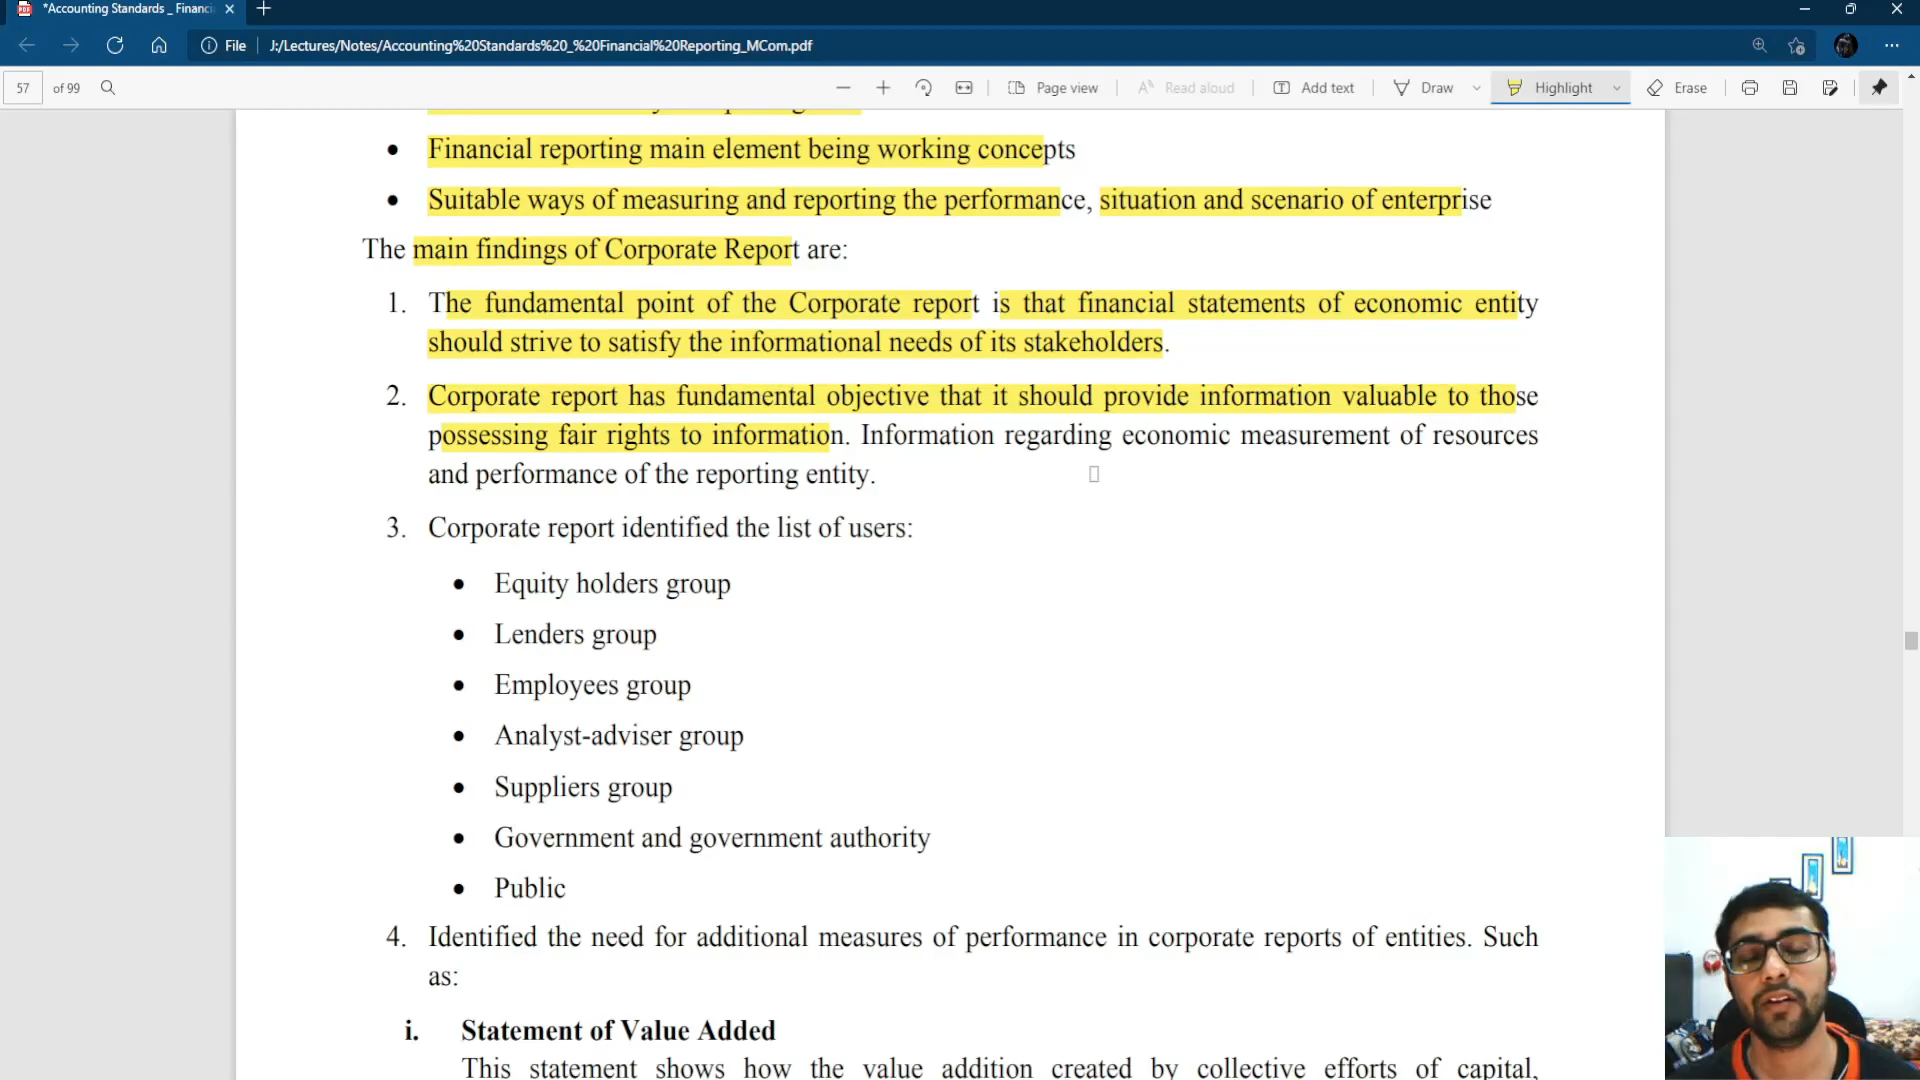 *Accounting Standards _ Financi
File
J:/Lectures/Notes/Accounting%20Standards%20_%20Financial%20Reporting_MCom.pdf
57 of 99
Page view
Read aloud
Add text
Draw
Highlight
Erase
• Financial reporting main element being working concepts
• Suitable ways of measuring and reporting the performance, situation and scenario of enterprise
The main findings of Corporate Report are:
1. The fundamental point of the Corporate report is that financial statements of economic entity
should strive to satisfy the informational needs of its stakeholders.
2. Corporate report has fundamental objective that it should provide information valuable to those
possessing fair rights to information. Information regarding economic measurement of resources
and performance of the reporting entity.
3. Corporate report identified the list of users:
• Equity holders group
• Lenders group
• Employees group
• Analyst-adviser group
• Suppliers group
• Government and government authority
• Public
4. Identified the need for additional measures of performance in corporate reports of entities. Such
as:
i. Statement of Value Added
This statement shows how the value addition created by collective efforts of capital,